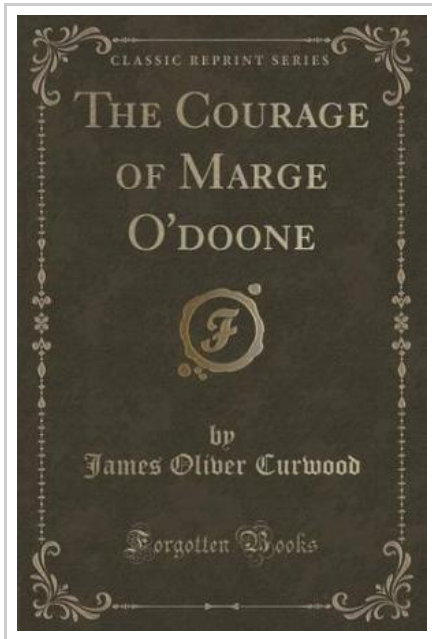 CLASSIC REPRINT SERIES
THE COURAGE
OF MARGE
O'DOONE
F
by
James Oliver Curwood
Forgotten Books